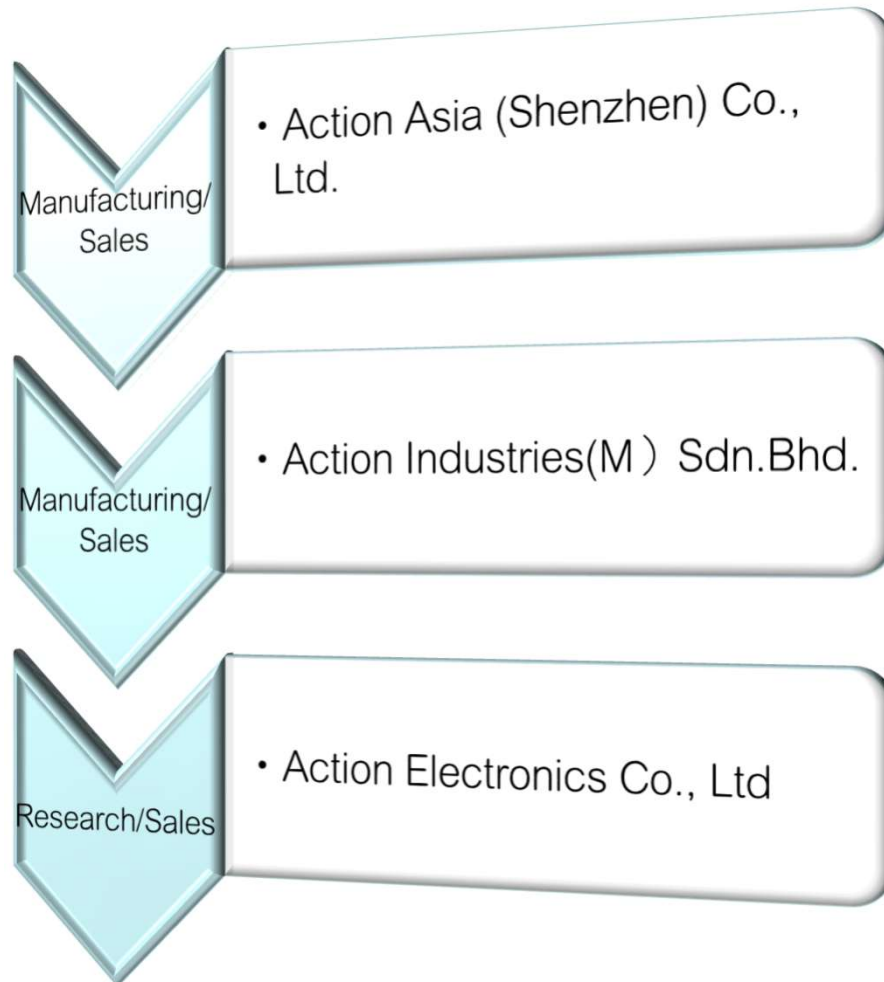 Manufacturing/
Sales
• Action Asia (Shenzhen) Co.,
Ltd.
Manufacturing/
Sales
• Action Industries(M） Sdn.Bhd.
Research/Sales
• Action Electronics Co., Ltd